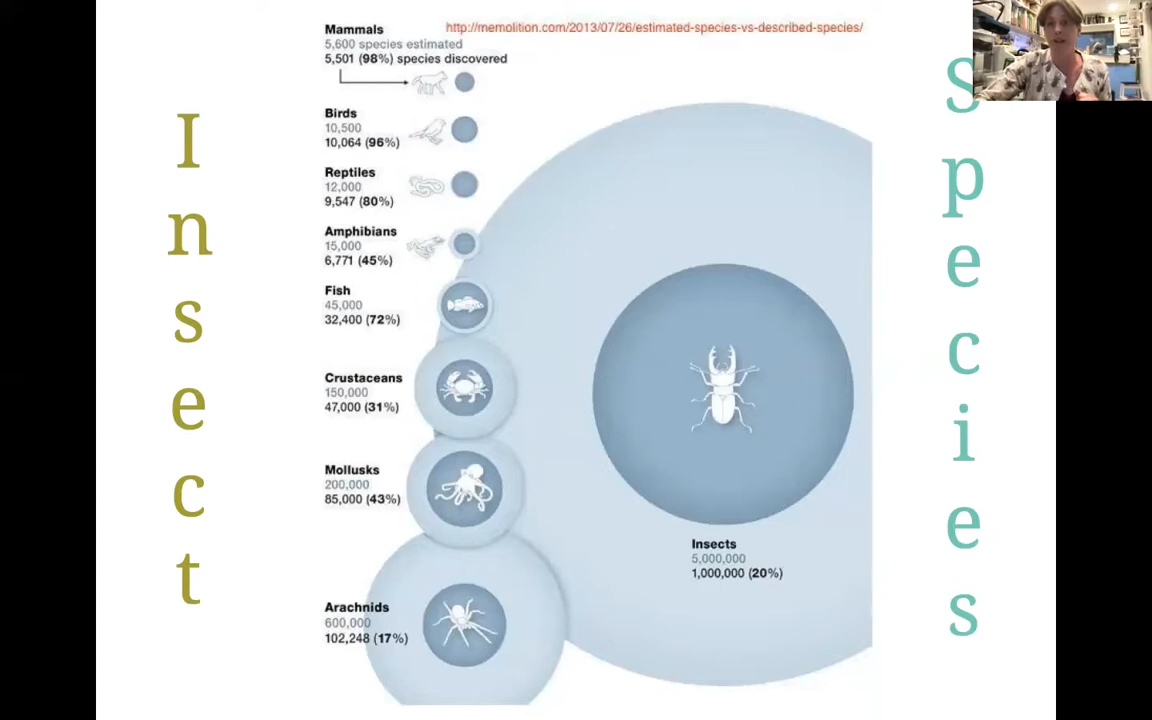 Mammals
http://memolition.com/2013/07/26/estimated-species-vs-described-species/
5,600 species estimated
5,501 (98%) species discovered
Birds
10,500
10,064 (96%)
Reptiles
12,000
9,547 (80%)
Amphibians
15,000
6,771 (45%)
Fish
45,000
32,400 (72%)
Crustaceans
150,000
47,000 (31%)
Mollusks
200,000
85,000 (43%)
Arachnids
600,000
102,248 (17%)
Insects
5,000,000
1,000,000 (20%)
Insect
Species